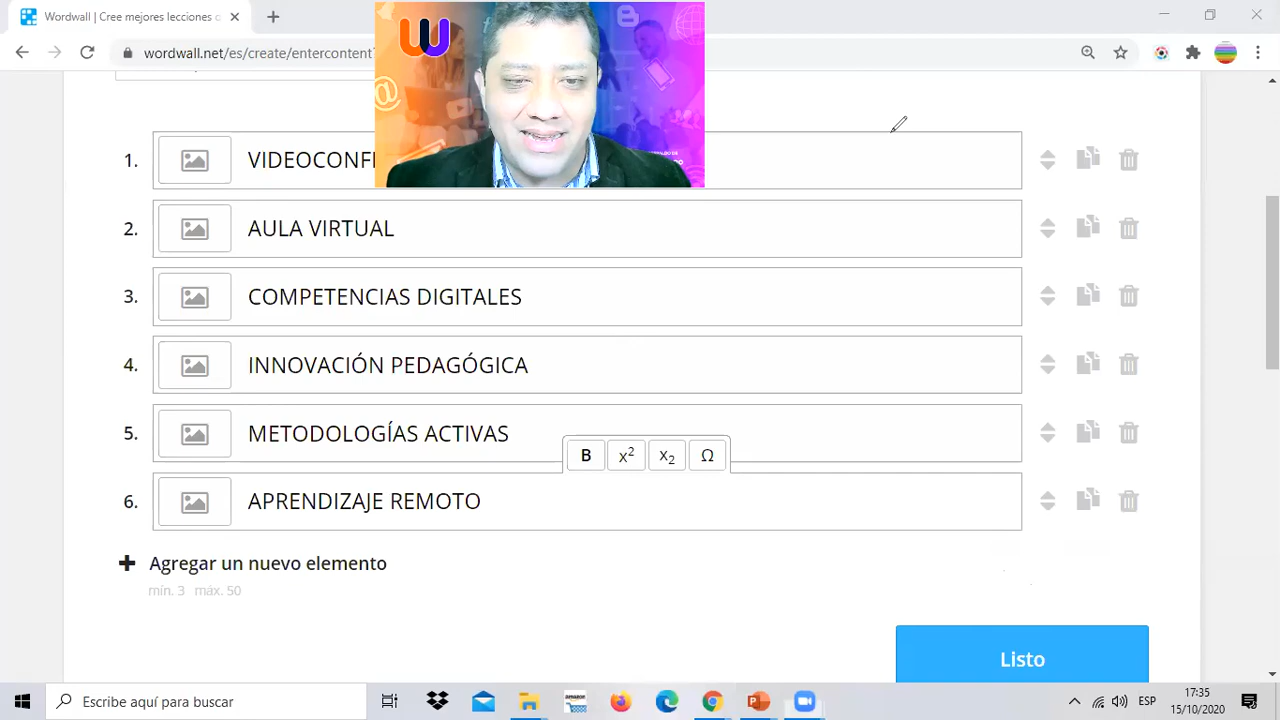 Wordwall | Cree mejores lecciones
wordwall.net/es/create/entercontent
1. VIDEOCONF
2. AULA VIRTUAL
3. COMPETENCIAS DIGITALES
4. INNOVACIÓN PEDAGÓGICA
5. METODOLOGÍAS ACTIVAS
B x² x₂ Ω
6. APRENDIZAJE REMOTO
+ Agregar un nuevo elemento
mín. 3 máx. 50
Listo
Escribe aquí para buscar
ESP
17:35
15/10/2020